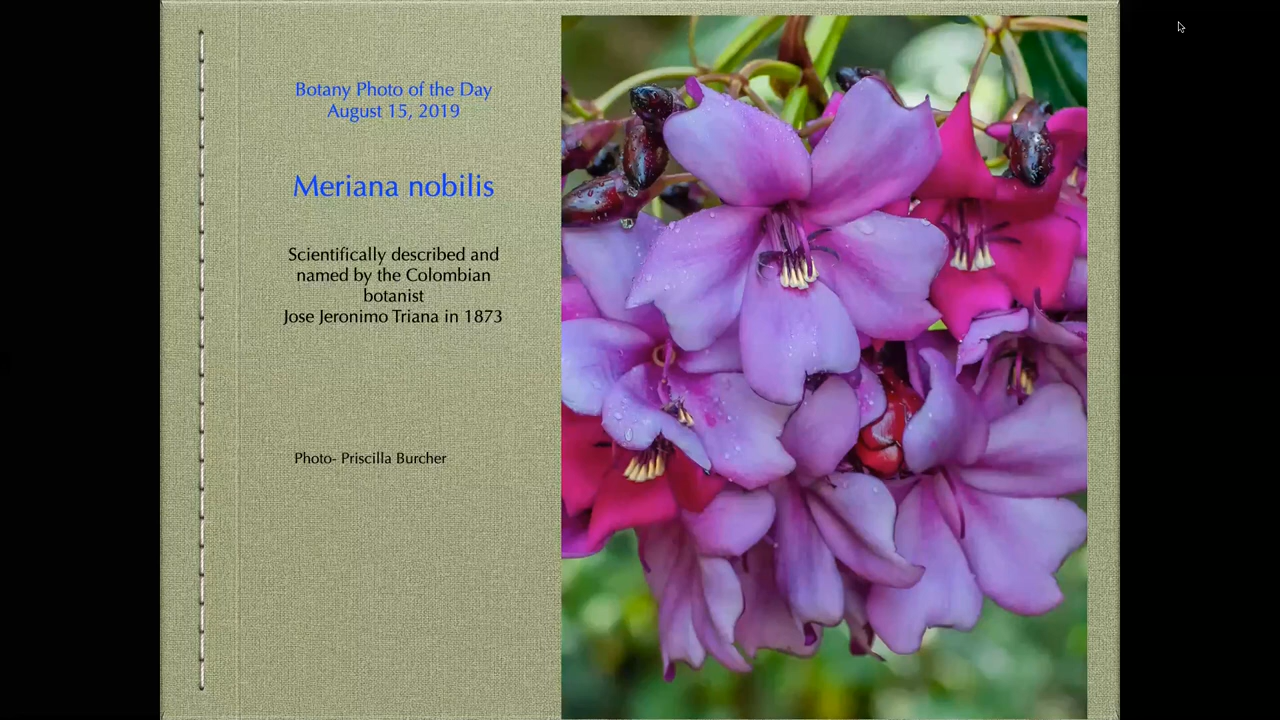 Botany Photo of the Day
August 15, 2019
Meriana nobilis
Scientifically described and
named by the Colombian
botanist
Jose Jeronimo Triana in 1873
Photo- Priscilla Burcher